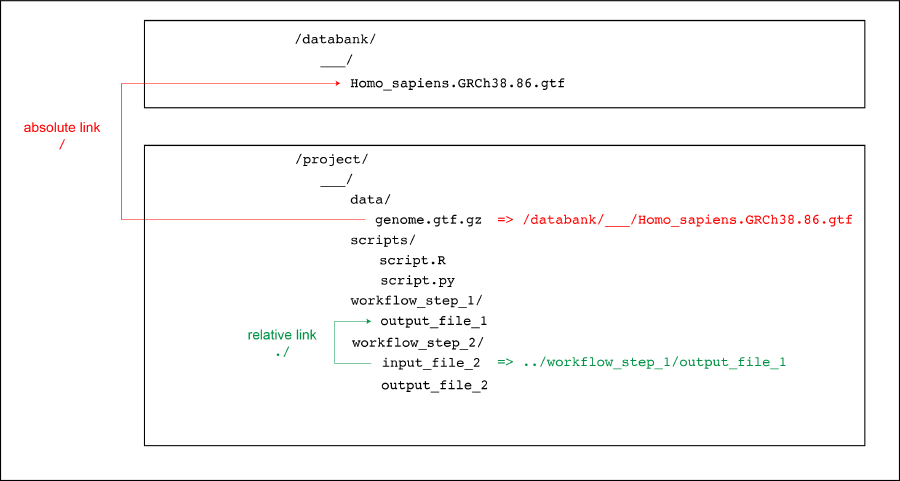 /databank/
___/
Homo_sapiens.GRCh38.86.gtf
absolute link
/
/project/
___/
data/
genome.gtf.gz => /databank/___/Homo_sapiens.GRCh38.86.gtf
scripts/
script.R
script.py
workflow_step_1/
output_file_1
relative link
./
workflow_step_2/
input_file_2 => ../workflow_step_1/output_file_1
output_file_2